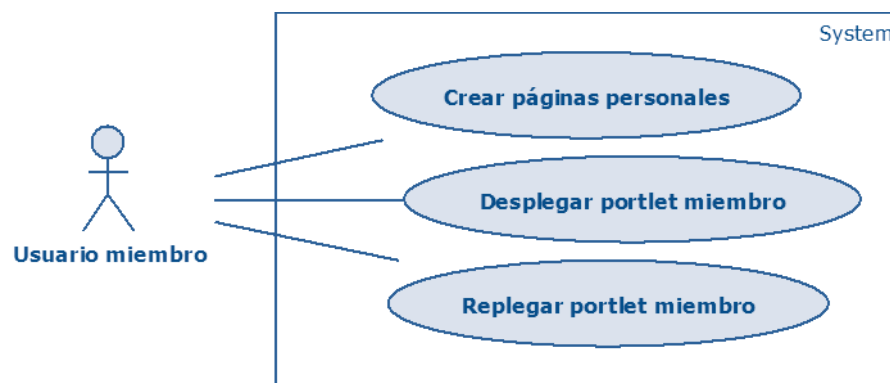 System
Crear páginas personales
Desplegar portlet miembro
Usuario miembro
Replegar portlet miembro